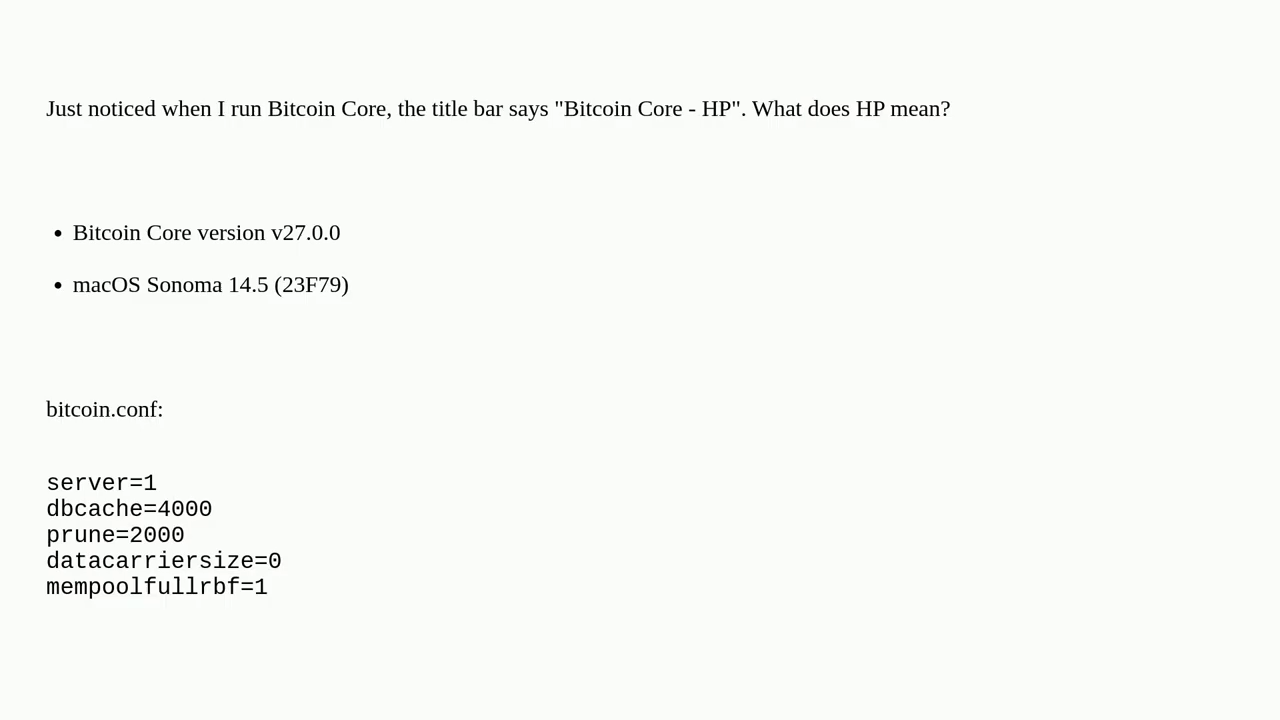 Just noticed when I run Bitcoin Core, the title bar says "Bitcoin Core - HP". What does HP mean?
• Bitcoin Core version v27.0.0
• macOS Sonoma 14.5 (23F79)
bitcoin.conf:
server=1
dbcache=4000
prune=2000
datacarriersize=0
mempoolfullrbf=1